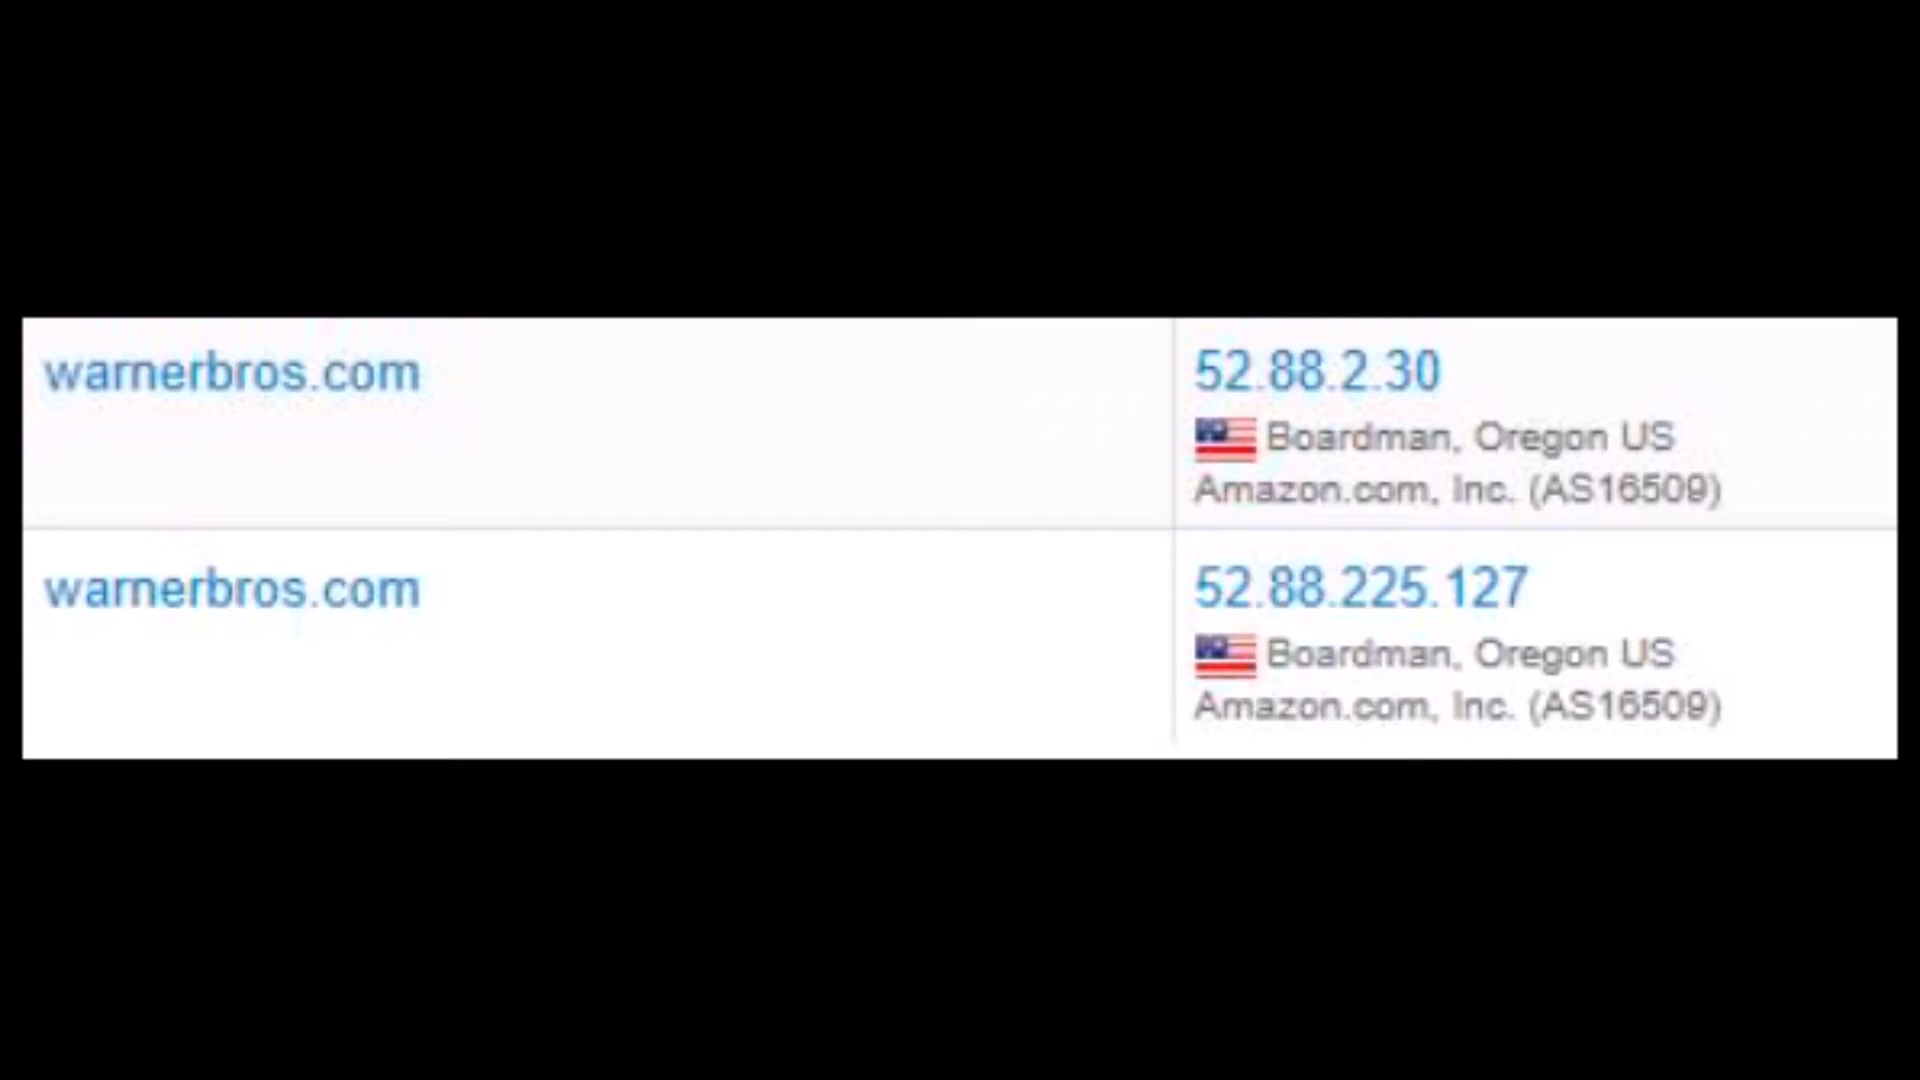 warnerbros.com
52.88.2.30
Boardman, Oregon US
Amazon.com, Inc. (AS16509)
warnerbros.com
52.88.225.127
Boardman, Oregon US
Amazon.com, Inc. (AS16509)